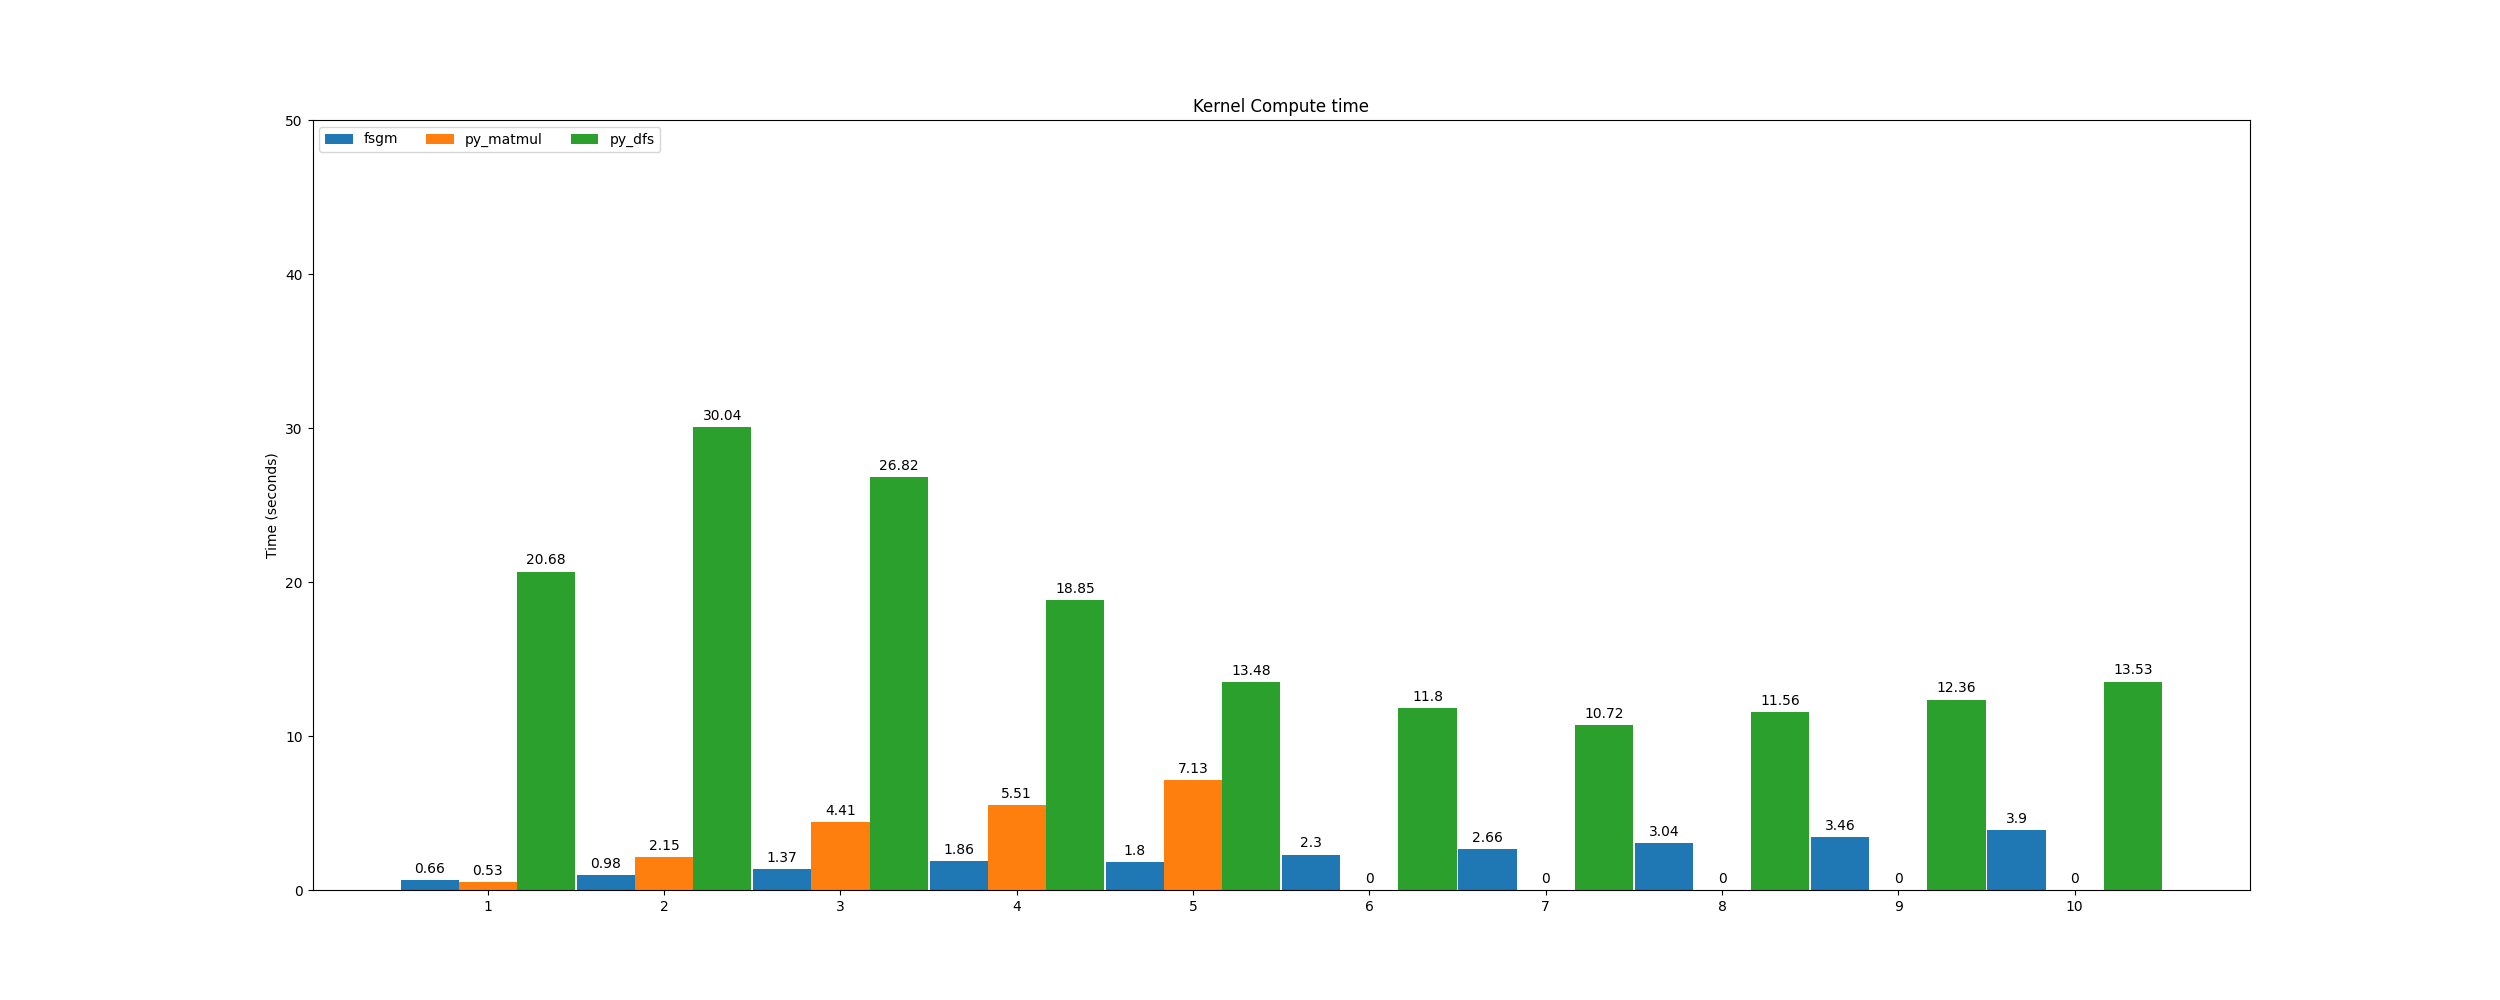 Kernel Compute time
fsgm py_matmul py_dfs
Time (seconds)
50
40
30
20
10
0
0.66 0.53 20.68
0.98 2.15 30.04
1.37 4.41 26.82
1.86 5.51 18.85
1.8 7.13 13.48
2.3 0 11.8
2.66 0 10.72
3.04 0 11.56
3.46 0 12.36
3.9 0 13.53
1 2 3 4 5 6 7 8 9 10